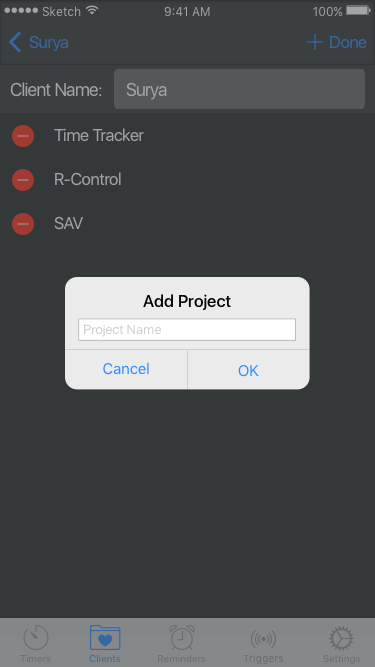 Sketch 9:41 AM 100%
Surya + Done
Client Name: Surya
Time Tracker
R-Control
SAV
Add Project
Project Name
Cancel OK
Timers Clients Reminders Triggers Settings